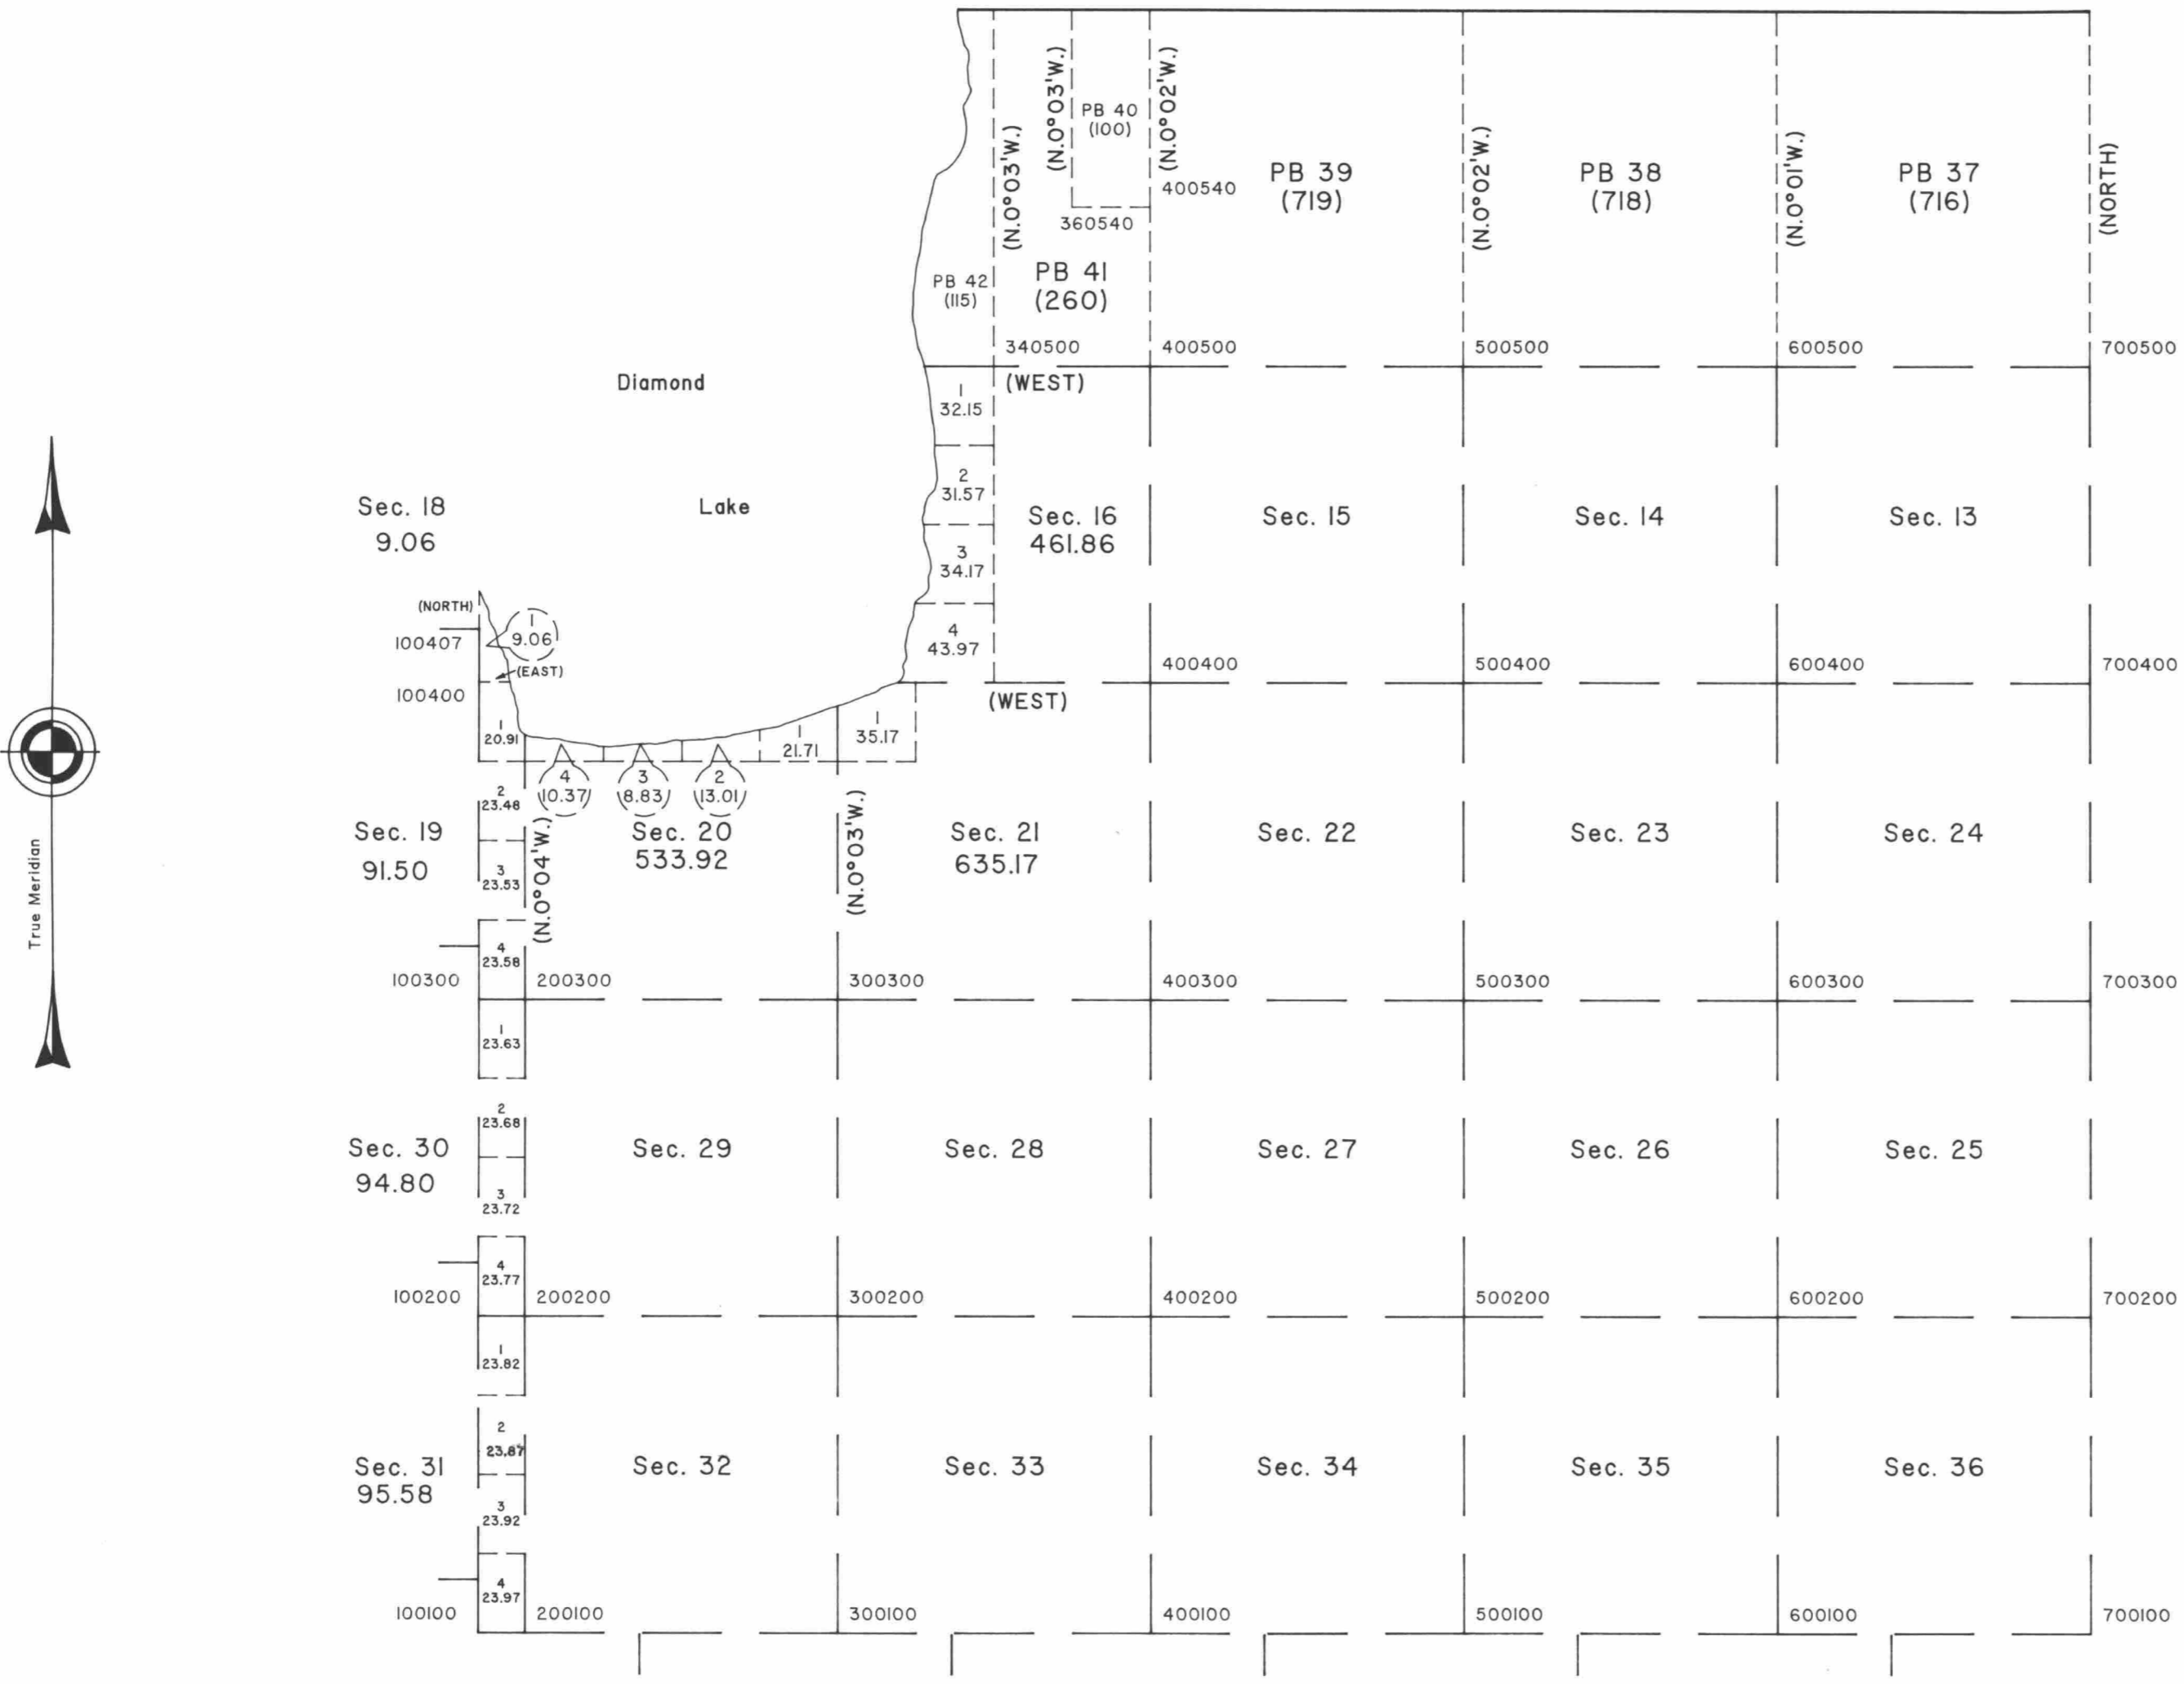 (N.0°03'W.)
PB 40
(100)
(N.0°02'W.)
(N.0°03'W.)
400540
360540
PB 39
(719)
(N.0°02'W.)
PB 38
(718)
(N.0°01'W.)
PB 37
(716)
(NORTH)
PB 42
(115)
PB 41
(260)
340500
400500
500500
600500
700500
(WEST)
Diamond
1
32.15
Sec. 18
9.06
Lake
2
31.57
3
34.17
4
43.97
Sec. 16
461.86
Sec. 15
Sec. 14
Sec. 13
(NORTH)
100407
1
9.06
(EAST)
100400
400400
500400
600400
700400
(WEST)
1
20.91
4
10.37
3
8.83
2
13.01
1
21.71
1
35.17
True Meridian
Sec. 19
91.50
2
23.48
3
23.53
4
23.58
(N.0°04'W.)
Sec. 20
533.92
(N.0°03'W.)
Sec. 21
635.17
Sec. 22
Sec. 23
Sec. 24
100300
200300
300300
400300
500300
600300
700300
1
23.63
Sec. 30
94.80
2
23.68
3
23.72
4
23.77
Sec. 29
Sec. 28
Sec. 27
Sec. 26
Sec. 25
100200
200200
300200
400200
500200
600200
700200
1
23.82
Sec. 31
95.58
2
23.87
3
23.92
4
23.97
Sec. 32
Sec. 33
Sec. 34
Sec. 35
Sec. 36
100100
200100
300100
400100
500100
600100
700100